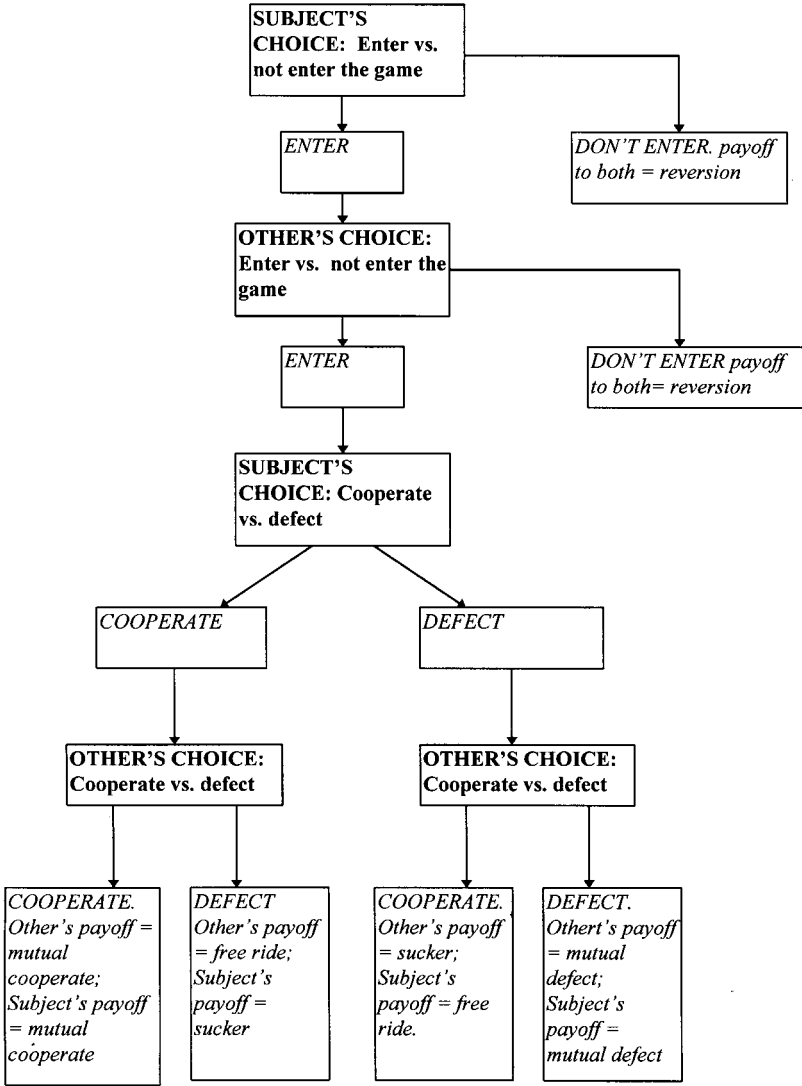 SUBJECT'S
CHOICE: Enter vs.
not enter the game
ENTER
DON'T ENTER. payoff
to both = reversion
OTHER'S CHOICE:
Enter vs. not enter the
game
ENTER
DON'T ENTER payoff
to both= reversion
SUBJECT'S
CHOICE: Cooperate
vs. defect
COOPERATE
DEFECT
OTHER'S CHOICE:
Cooperate vs. defect
OTHER'S CHOICE:
Cooperate vs. defect
COOPERATE.
Other's payoff =
mutual
cooperate;
Subject's payoff
= mutual
cooperate
DEFECT
Other's payoff
= free ride;
Subject's
payoff =
sucker
COOPERATE.
Other's payoff
= sucker;
Subject's
payoff = free
ride.
DEFECT.
Othert's payoff
= mutual
defect;
Subject's
payoff =
mutual defect